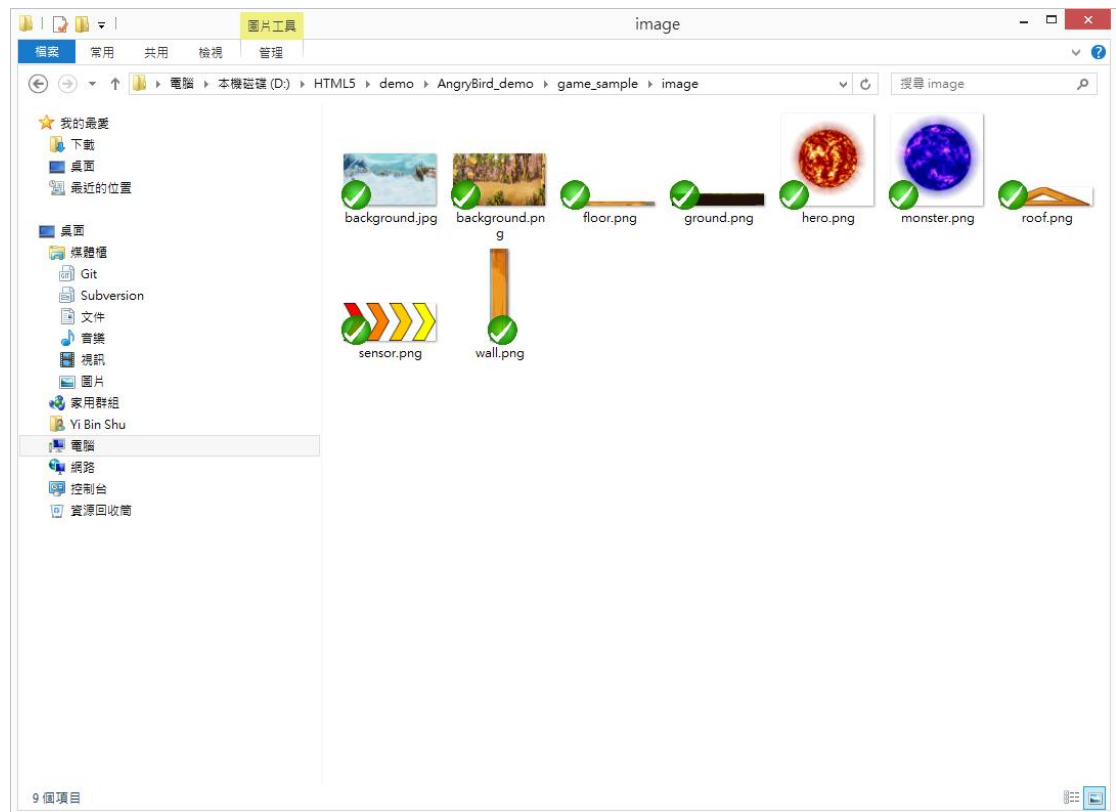 圖片工具
image
檔案 常用 共用 檢視 管理
電腦 本機磁碟 (D:) HTML5 demo AngryBird_demo game_sample image
搜尋 image
我的最愛
下載
桌面
最近的位置
桌面
媒體櫃
Git
Subversion
文件
音樂
視訊
圖片
家用群組
Yi Bin Shu
電腦
網路
控制台
資源回收筒
background.jpg background.pn floor.png ground.png hero.png monster.png roof.png
g
sensor.png wall.png
9 個項目